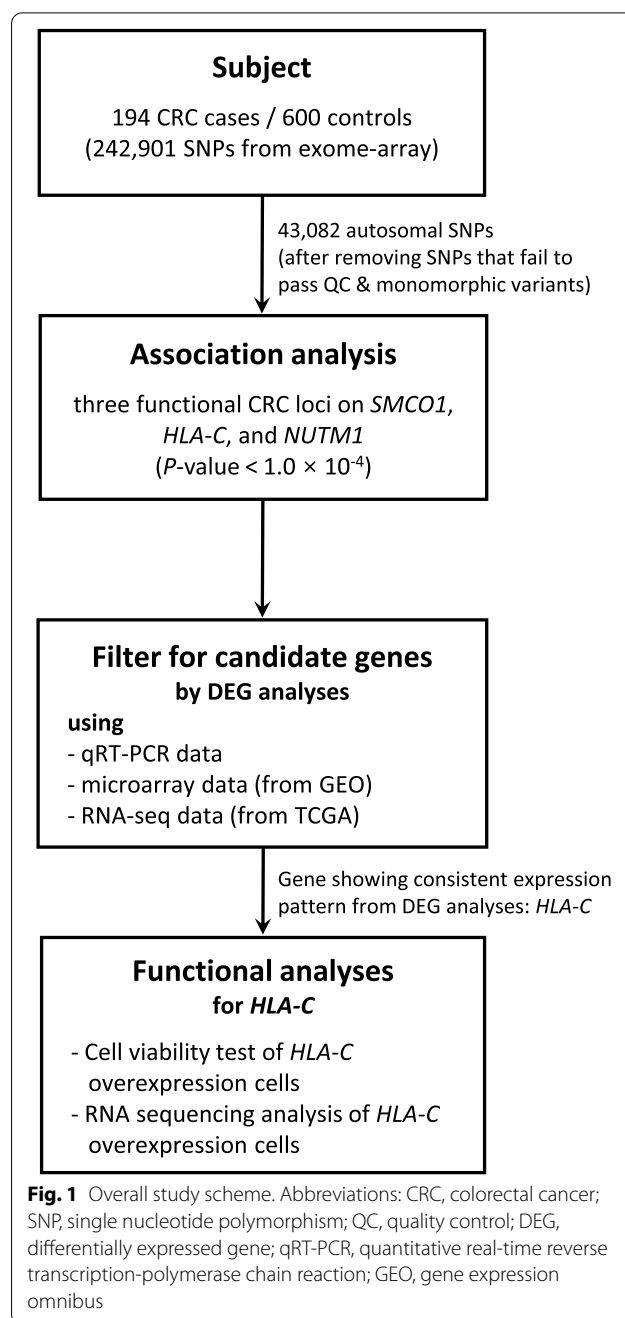 Subject
194 CRC cases / 600 controls
(242,901 SNPs from exome-array)
43,082 autosomal SNPs
(after removing SNPs that fail to
pass QC & monomorphic variants)
Association analysis
three functional CRC loci on SMCO1,
HLA-C, and NUTM1
(P-value < 1.0 × 10-4)
Filter for candidate genes
by DEG analyses
using
- qRT-PCR data
- microarray data (from GEO)
- RNA-seq data (from TCGA)
Gene showing consistent expression
pattern from DEG analyses: HLA-C
Functional analyses
for HLA-C
- Cell viability test of HLA-C
overexpression cells
- RNA sequencing analysis of HLA-C
overexpression cells
Fig. 1 Overall study scheme. Abbreviations: CRC, colorectal cancer;
SNP, single nucleotide polymorphism; QC, quality control; DEG,
differentially expressed gene; qRT-PCR, quantitative real-time reverse
transcription-polymerase chain reaction; GEO, gene expression
omnibus